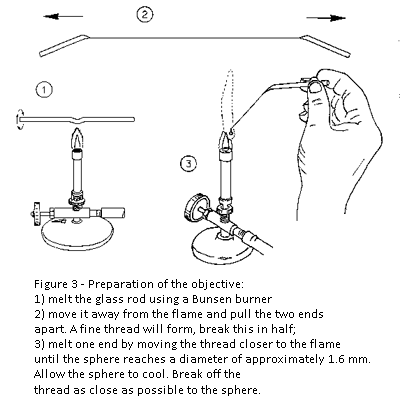 2
1
3
Figure 3 - Preparation of the objective:
1) melt the glass rod using a Bunsen burner
2) move it away from the flame and pull the two ends
apart. A fine thread will form, break this in half;
3) melt one end by moving the thread closer to the flame
until the sphere reaches a diameter of approximately 1.6 mm.
Allow the sphere to cool. Break off the
thread as close as possible to the sphere.